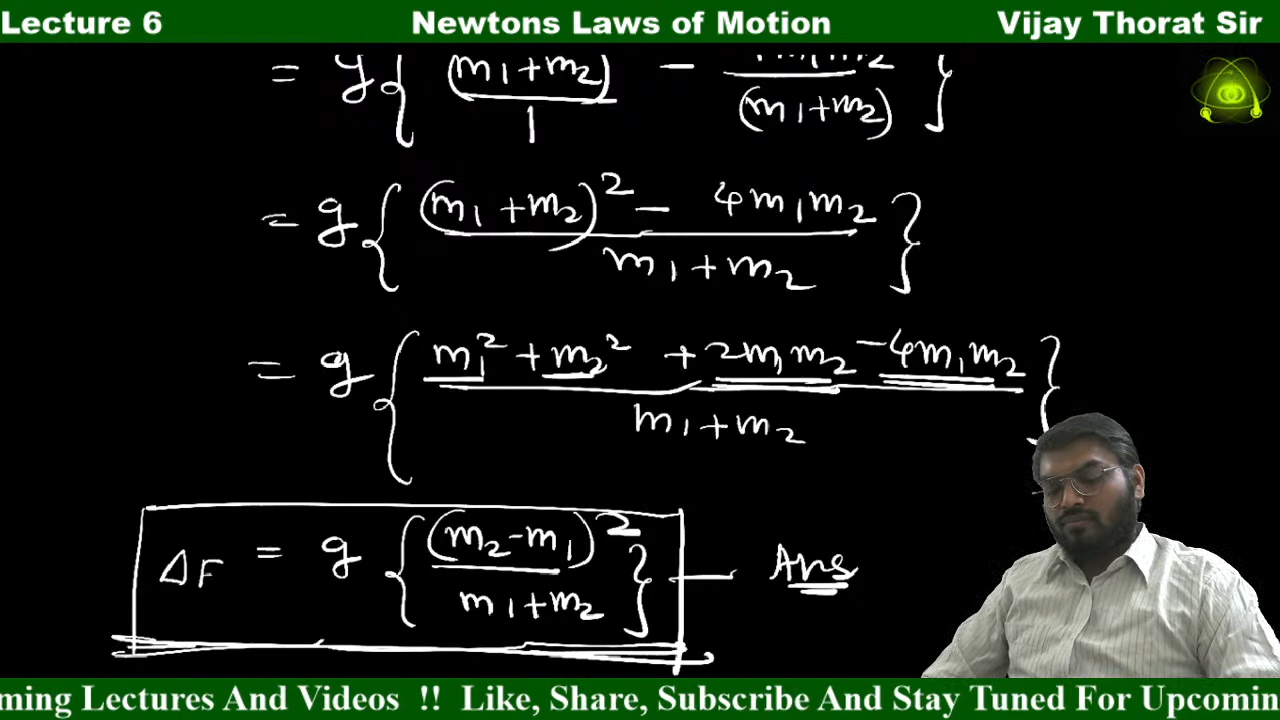 Lecture 6 Newtons Laws of Motion Vijay Thorat Sir
= g{ (m1+m2)/1 - 4m1m2/(m1+m2) }
= g{ ((m1+m2)² - 4m1m2)/(m1+m2) }
= g{ (m1² + m2² + 2m1m2 - 4m1m2)/(m1+m2) }
ΔF = g{ (m2-m1)²/(m1+m2) } — Ans
ming Lectures And Videos !! Like, Share, Subscribe And Stay Tuned For Upcomin